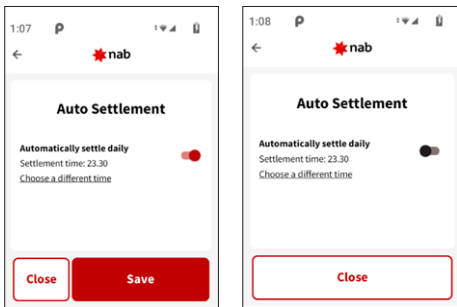 1:07
nab
Auto Settlement
Automatically settle daily
Settlement time: 23.30
Choose a different time
Close
Save
1:08
nab
Auto Settlement
Automatically settle daily
Settlement time: 23.30
Choose a different time
Close